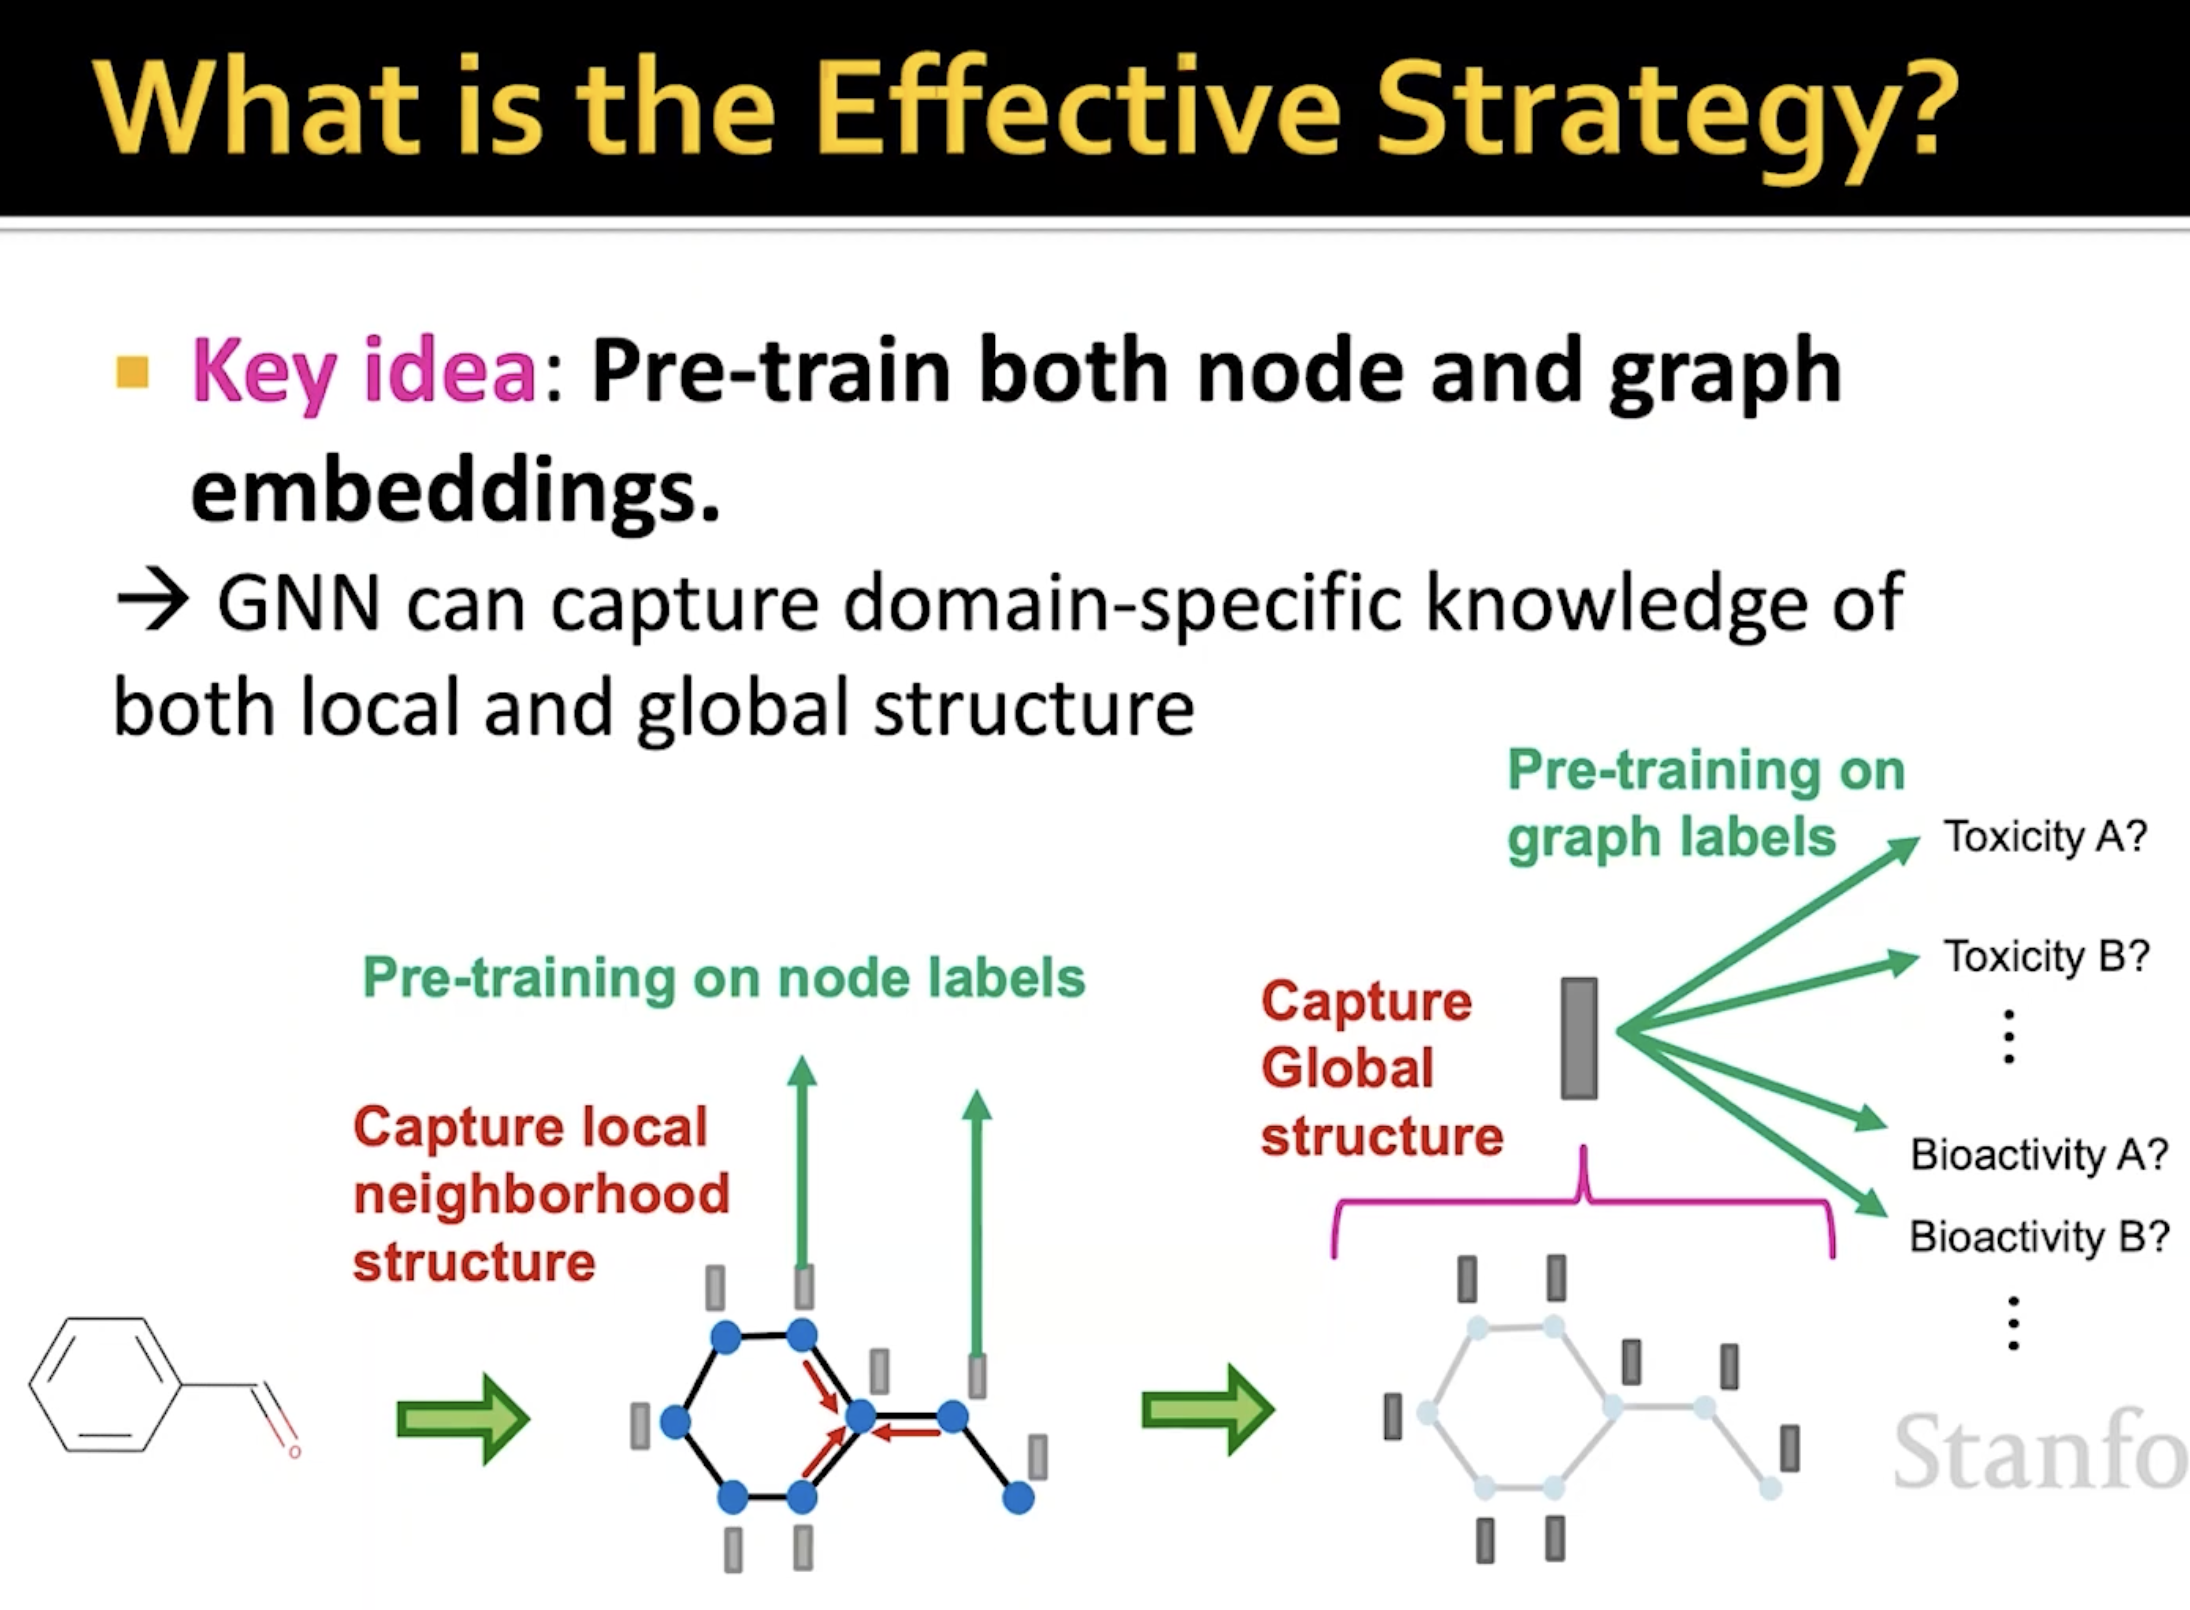 What is the Effective Strategy?
Key idea: Pre-train both node and graph
embeddings.
→ GNN can capture domain-specific knowledge of
both local and global structure
Pre-training on
graph labels
Toxicity A?
Toxicity B?
Bioactivity A?
Bioactivity B?
Pre-training on node labels
Capture
Global
structure
Capture local
neighborhood
structure
O
Stanfo